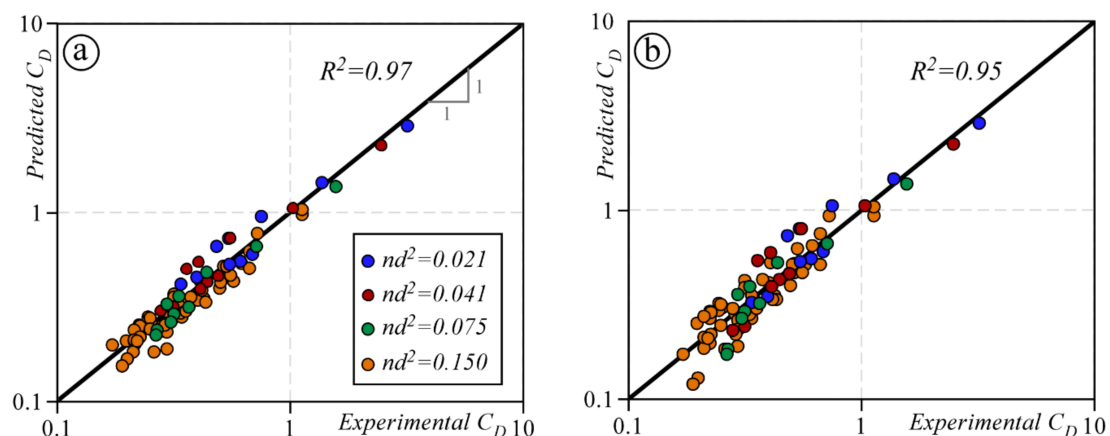 10
a
Predicted C_D
R²=0.97
1
1
1
nd²=0.021
nd²=0.041
nd²=0.075
nd²=0.150
0.1
0.1
1
Experimental C_D
10
10
b
Predicted C_D
R²=0.95
1
0.1
0.1
1
Experimental C_D
10